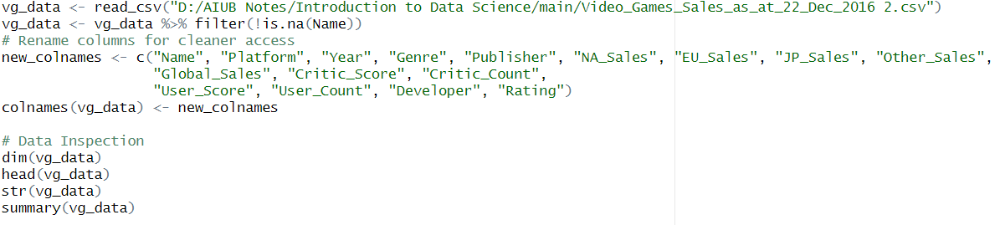 vg_data <- read_csv("D:/AIUB Notes/Introduction to Data Science/main/Video_Games_Sales_as_at_22_Dec_2016 2.csv")
vg_data <- vg_data %>% filter(!is.na(Name))
# Rename columns for cleaner access
new_colnames <- c("Name", "Platform", "Year", "Genre", "Publisher", "NA_Sales", "EU_Sales", "JP_Sales", "Other_Sales",
                  "Global_Sales", "Critic_Score", "Critic_Count",
                  "User_Score", "User_Count", "Developer", "Rating")
colnames(vg_data) <- new_colnames

# Data Inspection
dim(vg_data)
head(vg_data)
str(vg_data)
summary(vg_data)